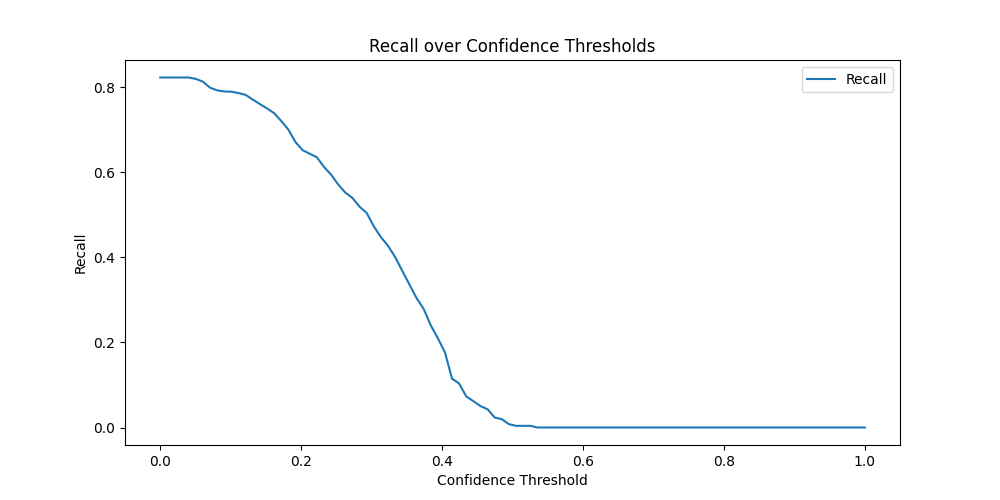 Recall over Confidence Thresholds
Recall
0.8
0.6
0.4
0.2
0.0
Recall
0.0 0.2 0.4 0.6 0.8 1.0
Confidence Threshold